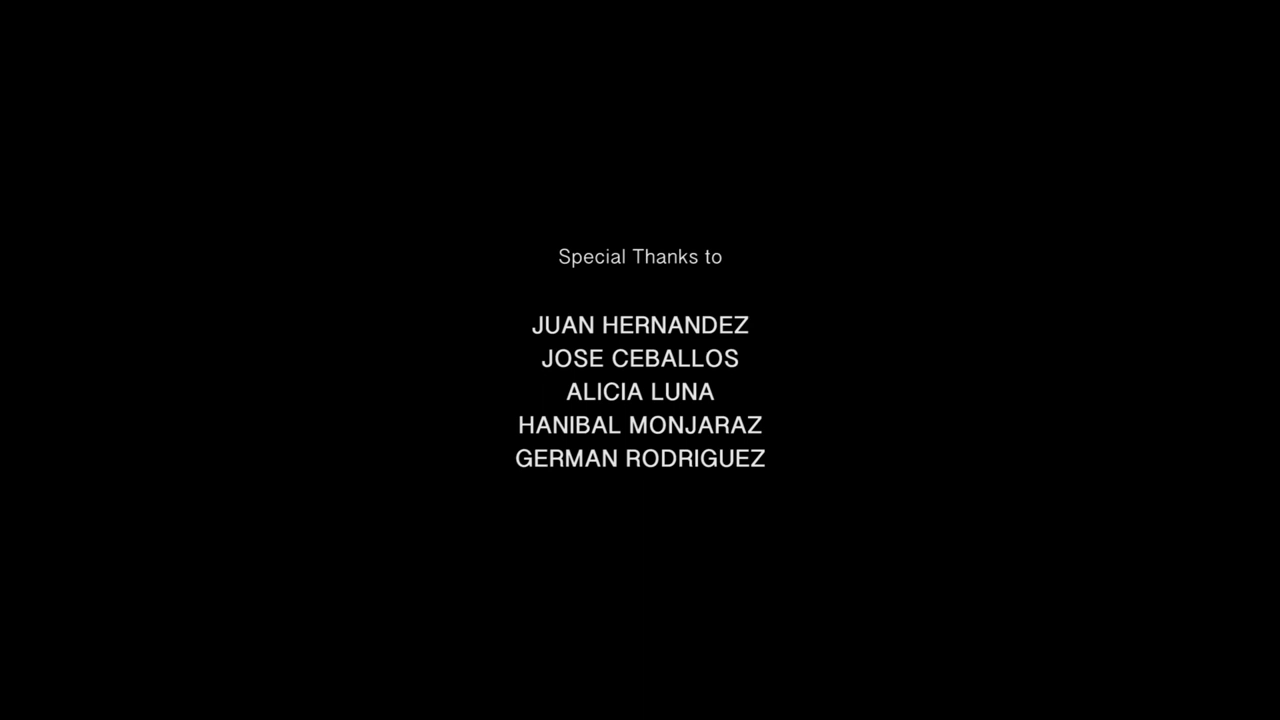 Special Thanks to
JUAN HERNANDEZ
JOSE CEBALLOS
ALICIA LUNA
HANIBAL MONJARAZ
GERMAN RODRIGUEZ